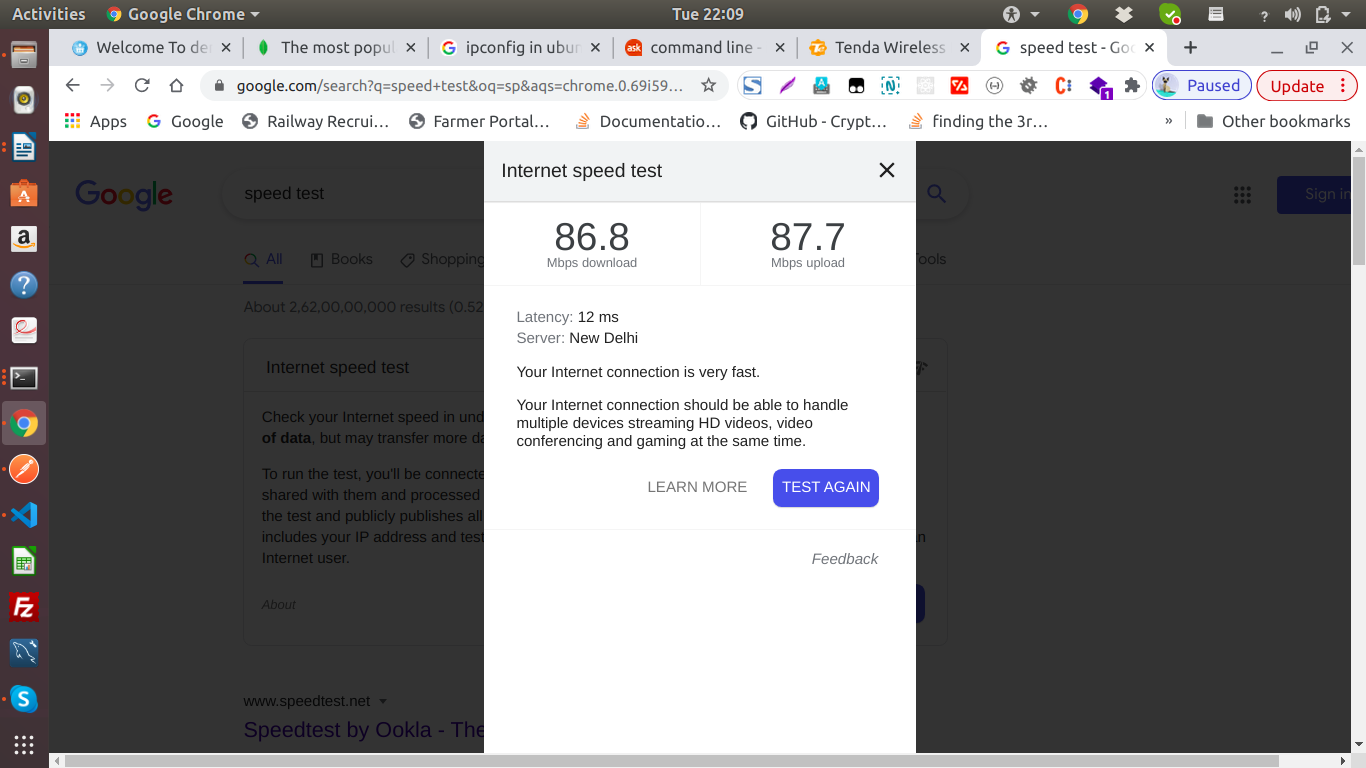 Activities
Google Chrome
Tue 22:09
?
Welcome To de
The most popul
ipconfig in ubun
command line -
Tenda Wireless
speed test - Goo
google.com/search?q=speed+test&oq=sp&aqs=chrome.0.69i59…
1
Paused
Update
Apps
Google
Railway Recrui…
Farmer Portal…
Documentatio…
GitHub - Crypt…
finding the 3r…
»
Other bookmarks
Google
speed test
Sign in
All
Books
Shopping
Tools
About 2,62,00,00,000 results (0.52
Internet speed test
86.8
Mbps download
87.7
Mbps upload
Latency: 12 ms
Server: New Delhi
Your Internet connection is very fast.
Your Internet connection should be able to handle
multiple devices streaming HD videos, video
conferencing and gaming at the same time.
LEARN MORE
TEST AGAIN
Feedback
Internet speed test
Check your Internet speed in und
of data, but may transfer more da
To run the test, you'll be connecte
shared with them and processed
the test and publicly publishes all
includes your IP address and test
an
Internet user.
About
www.speedtest.net
Speedtest by Ookla - The